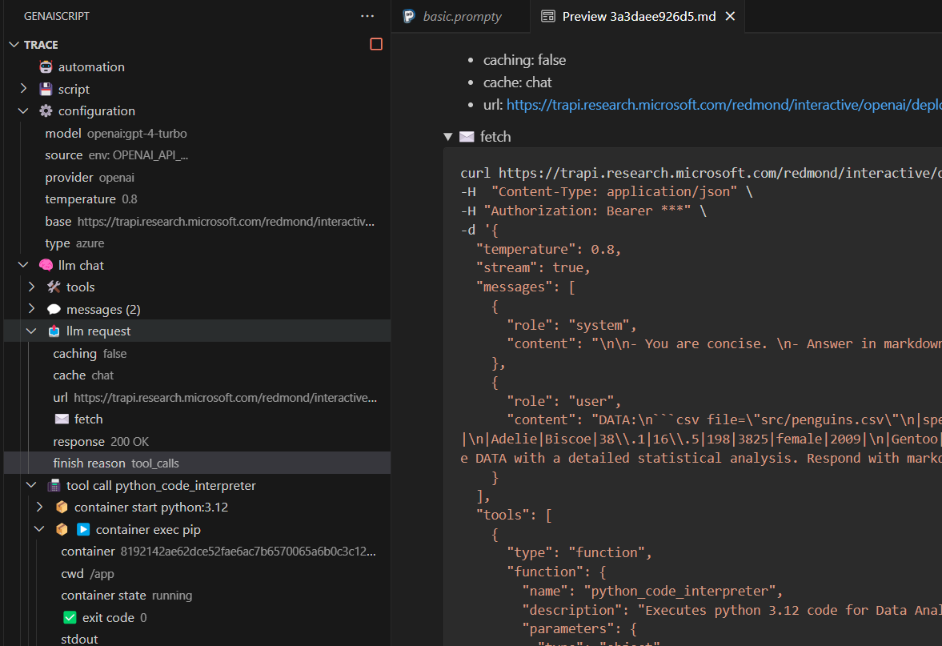 GENAISCRIPT
TRACE
automation
script
configuration
model openai:gpt-4-turbo
source env: OPENAI_API_...
provider openai
temperature 0.8
base https://trapi.research.microsoft.com/redmond/interactiv...
type azure
llm chat
tools
messages (2)
llm request
caching false
cache chat
url https://trapi.research.microsoft.com/redmond/interactive...
fetch
response 200 OK
finish reason tool_calls
tool call python_code_interpreter
container start python:3.12
container exec pip
container 8192142ae62dce52fae6ac7b6570065a6b0c3c12...
cwd /app
container state running
exit code 0
stdout
basic.prompty
Preview 3a3daee926d5.md
caching: false
cache: chat
url: https://trapi.research.microsoft.com/redmond/interactive/openai/deplo
fetch
curl https://trapi.research.microsoft.com/redmond/interactive/o
-H  "Content-Type: application/json" \
-H "Authorization: Bearer ***" \
-d '{
"temperature": 0.8,
"stream": true,
"messages": [
{
"role": "system",
"content": "\n\n- You are concise. \n- Answer in markdown
},
{
"role": "user",
"content": "DATA:\n```csv file=\"src/penguins.csv\"\n|spe
|\n|Adelie|Biscoe|38\\.1|16\\.5|198|3825|female|2009|\n|Gentoo|
e DATA with a detailed statistical analysis. Respond with markd
}
],
"tools": [
{
"type": "function",
"function": {
"name": "python_code_interpreter",
"description": "Executes python 3.12 code for Data Anal
"parameters": {
"type": "object",